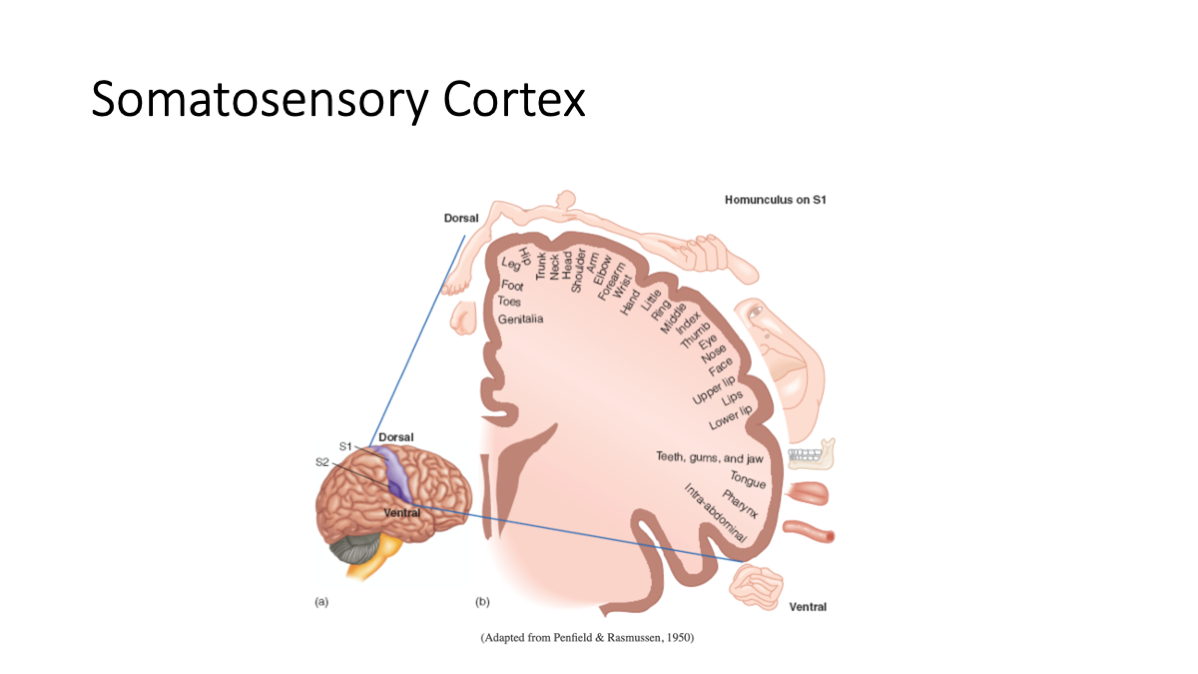 Somatosensory Cortex
Homunculus on S1
Dorsal
Leg
Hip
Trunk
Neck
Head
Shoulder
Arm
Elbow
Forearm
Wrist
Hand
Little
Ring
Middle
Index
Thumb
Eye
Nose
Face
Upper lip
Lips
Lower lip
Teeth, gums, and jaw
Tongue
Pharynx
Intra-abdominal
Foot
Toes
Genitalia
Dorsal
S1
S2
Ventral
(a)
(b)
Ventral
(Adapted from Penfield & Rasmussen, 1950)